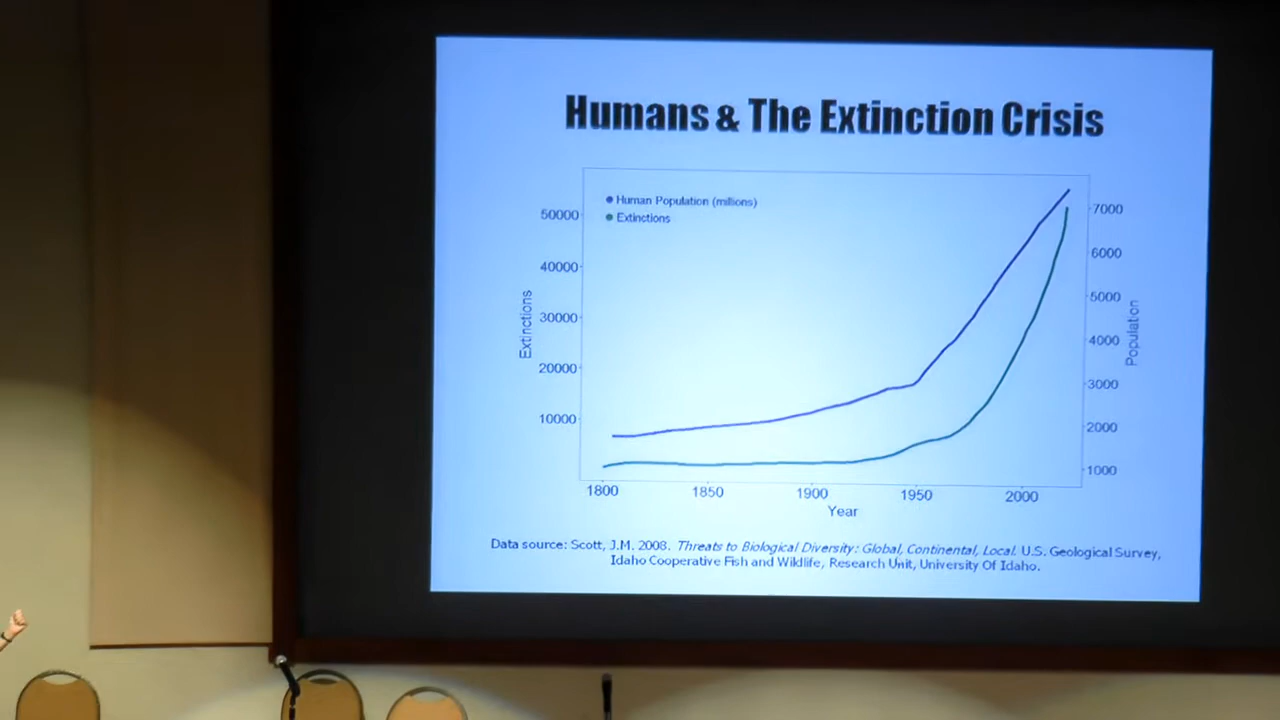 Humans & The Extinction Crisis
Human Population (millions)
Extinctions
50000
40000
30000
20000
10000
Extinctions
7000
6000
5000
4000
3000
2000
1000
Population
1800 1850 1900 1950 2000
Year
Data source: Scott, J.M. 2008. Threats to Biological Diversity: Global, Continental, Local. U.S. Geological Survey,
Idaho Cooperative Fish and Wildlife, Research Unit, University Of Idaho.